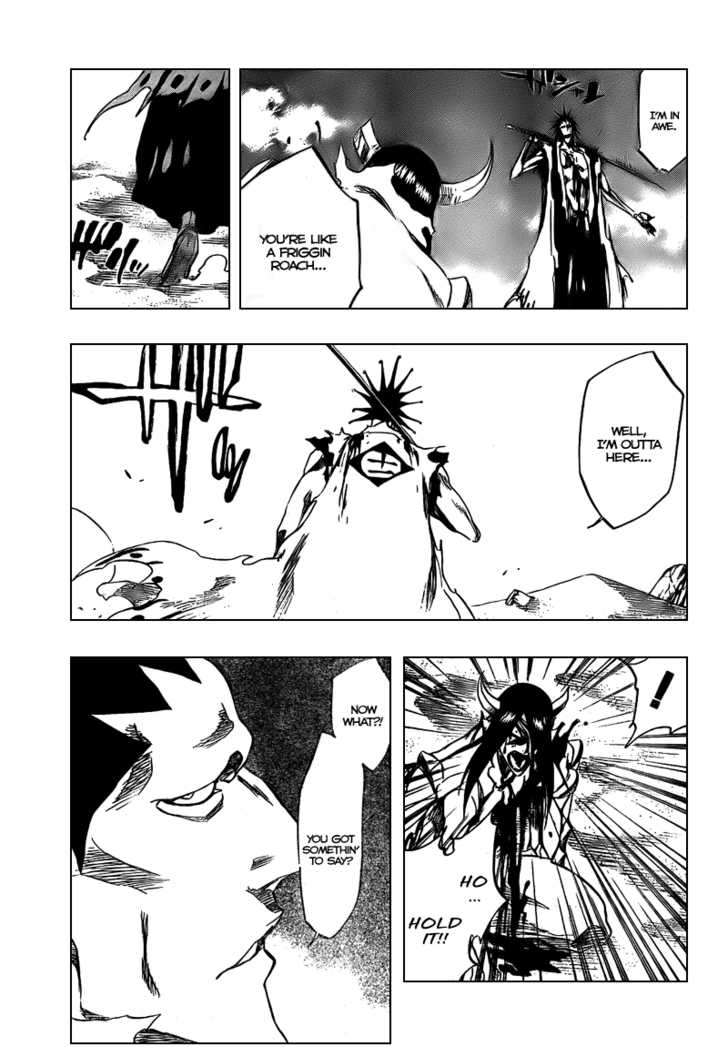 I'M IN
AWE.
YOU'RE LIKE
A FRIGGIN
ROACH...
WELL,
I'M OUTTA
HERE...
!
HO
...
HOLD
IT!!
NOW
WHAT?!
YOU GOT
SOMETHIN'
TO SAY?